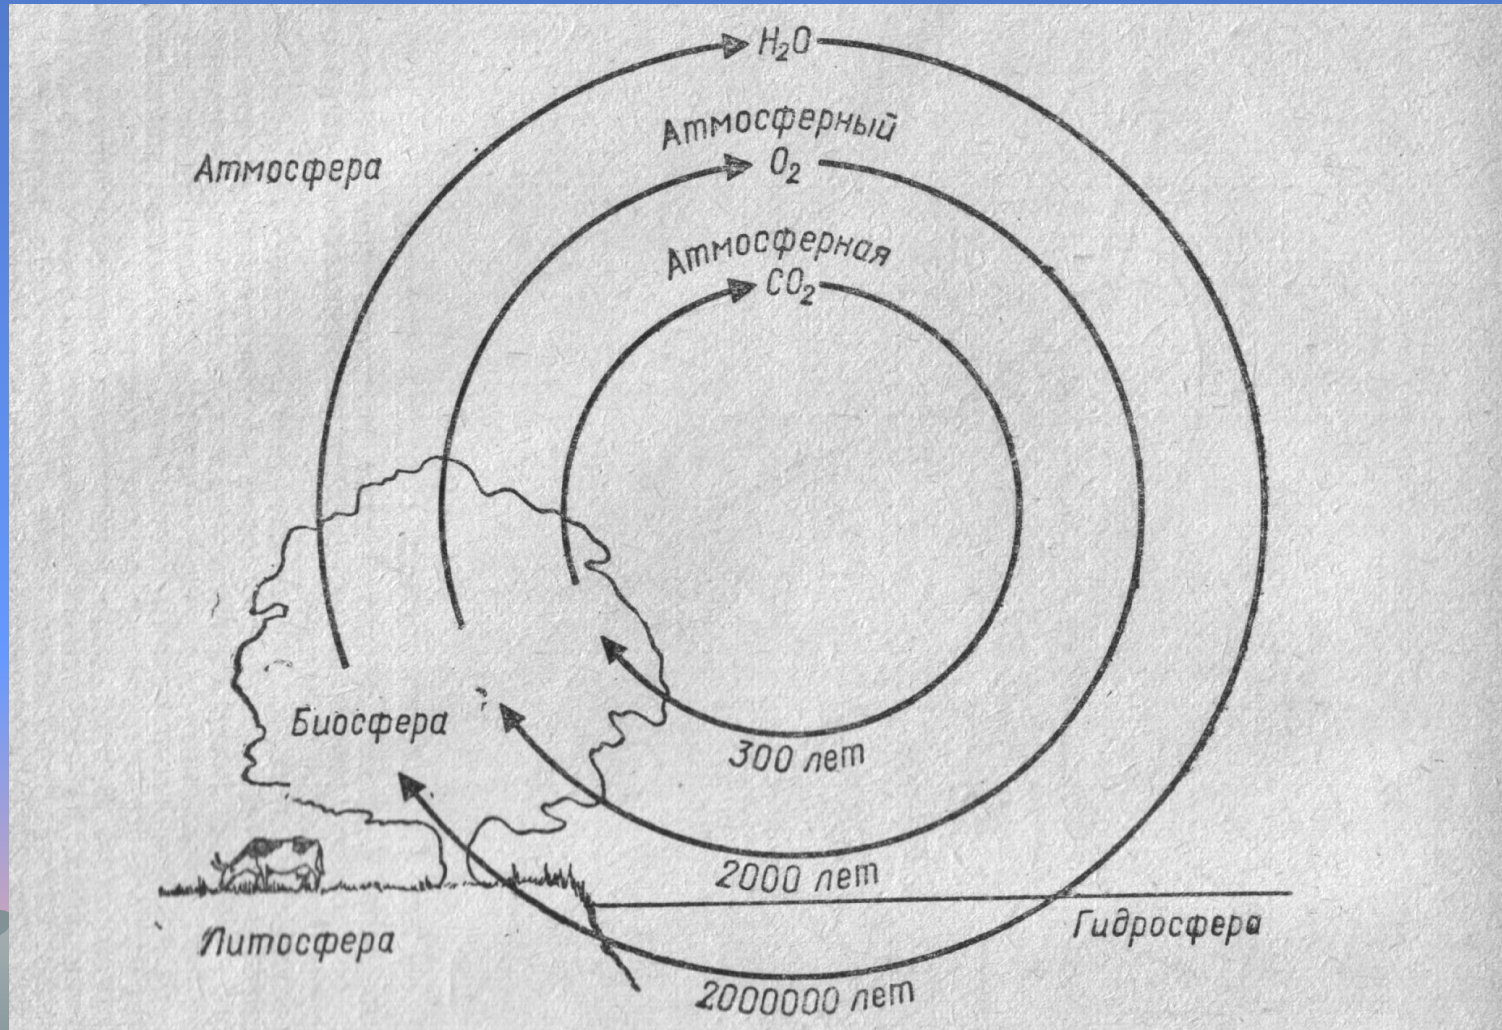 H₂O
Атмосферный
O₂
Атмосфера
Атмосферная
CO₂
Биосфера
300 лет
2000 лет
Литосфера
Гидросфера
2000000 лет